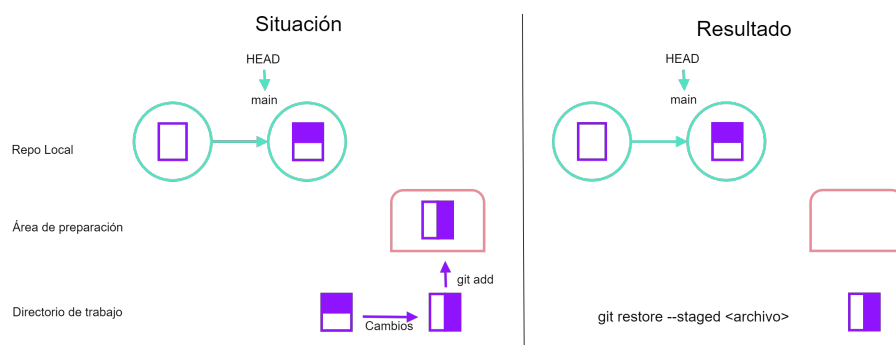 Situación
Resultado
HEAD
main
HEAD
main
Repo Local
Área de preparación
git add
Directorio de trabajo
Cambios
git restore --staged <archivo>